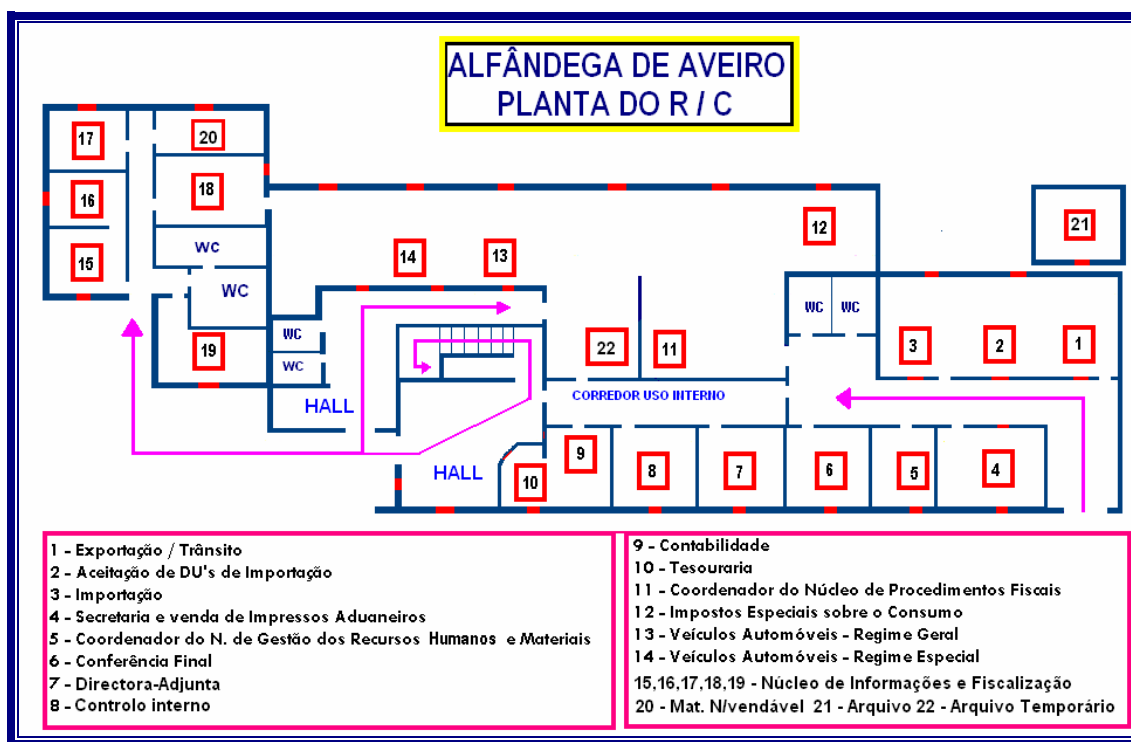 ALFÂNDEGA DE AVEIRO
PLANTA DO R / C
17
20
16
18
15
WC
WC
19
WC
WC
HALL
14
13
12
21
22
11
WC
WC
3
2
1
CORREDOR USO INTERNO
HALL
10
9
8
7
6
5
4
1 - Exportação / Trânsito
2 - Aceitação de DU's de Importação
3 - Importação
4 - Secretaria e venda de Impressos Aduaneiros
5 - Coordenador do N. de Gestão dos Recursos Humanos e Materiais
6 - Conferência Final
7 - Directora-Adjunta
8 - Controlo interno
9 - Contabilidade
10 - Tesouraria
11 - Coordenador do Núcleo de Procedimentos Fiscais
12 - Impostos Especiais sobre o Consumo
13 - Veículos Automóveis - Regime Geral
14 - Veículos Automóveis - Regime Especial
15,16,17,18,19 - Núcleo de Informações e Fiscalização
20 - Mat. N/vendável 21 - Arquivo 22 - Arquivo Temporário